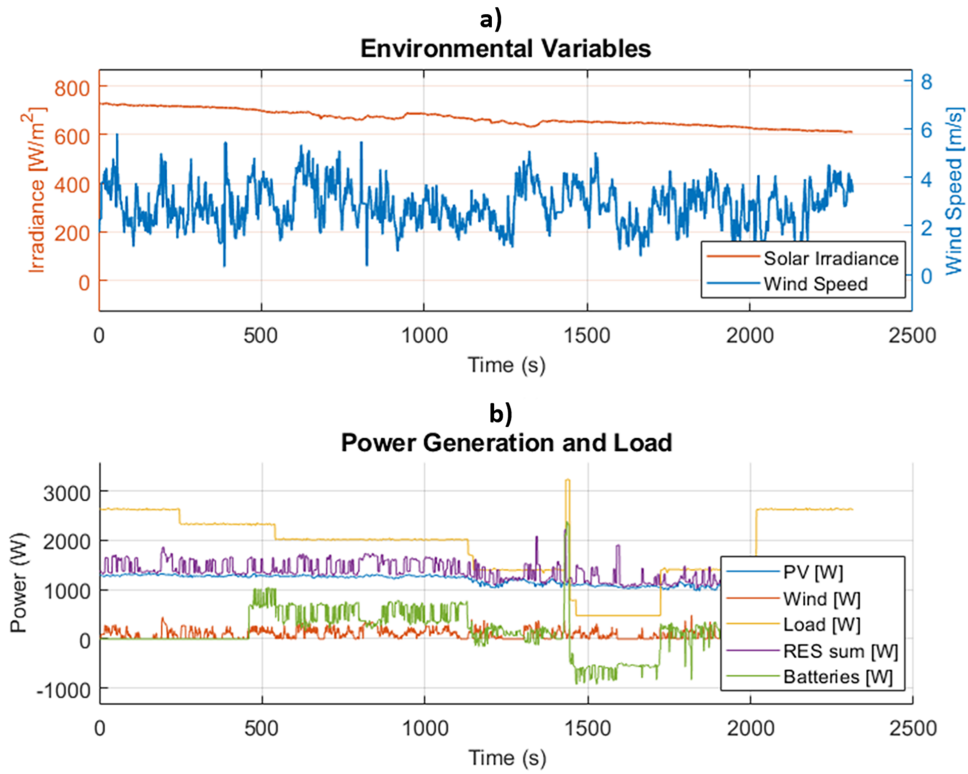 a)
Environmental Variables
800
600
400
200
0
Irradiance [W/m2]
8
6
4
2
0
Wind Speed [m/s]
Solar Irradiance
Wind Speed
0
500
1000
1500
2000
2500
Time (s)
b)
Power Generation and Load
3000
2000
1000
0
-1000
Power (W)
PV [W]
Wind [W]
Load [W]
RES sum [W]
Batteries [W]
0
500
1000
1500
2000
2500
Time (s)